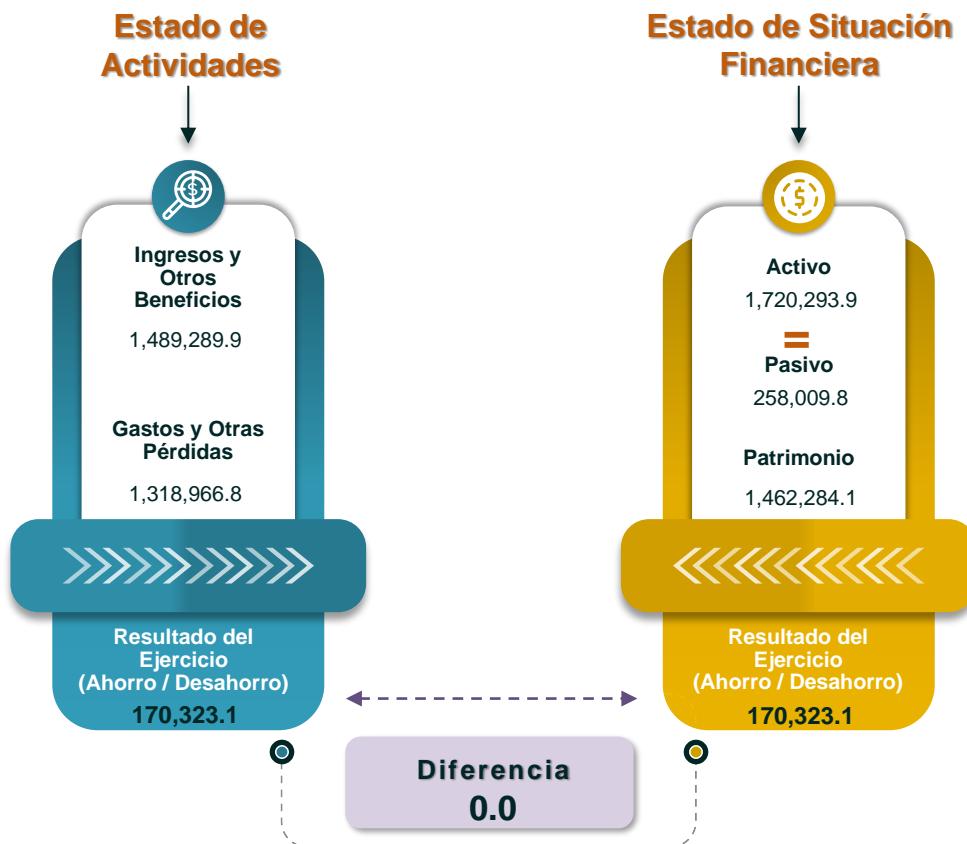 Estado de
Actividades
Ingresos y
Otros
Beneficios
1,489,289.9
Gastos y Otras
Pérdidas
1,318,966.8
Resultado del
Ejercicio
(Ahorro / Desahorro)
170,323.1
Estado de Situación
Financiera
$
Activo
1,720,293.9
=
Pasivo
258,009.8
Patrimonio
1,462,284.1
Resultado del
Ejercicio
(Ahorro / Desahorro)
170,323.1
Diferencia
0.0